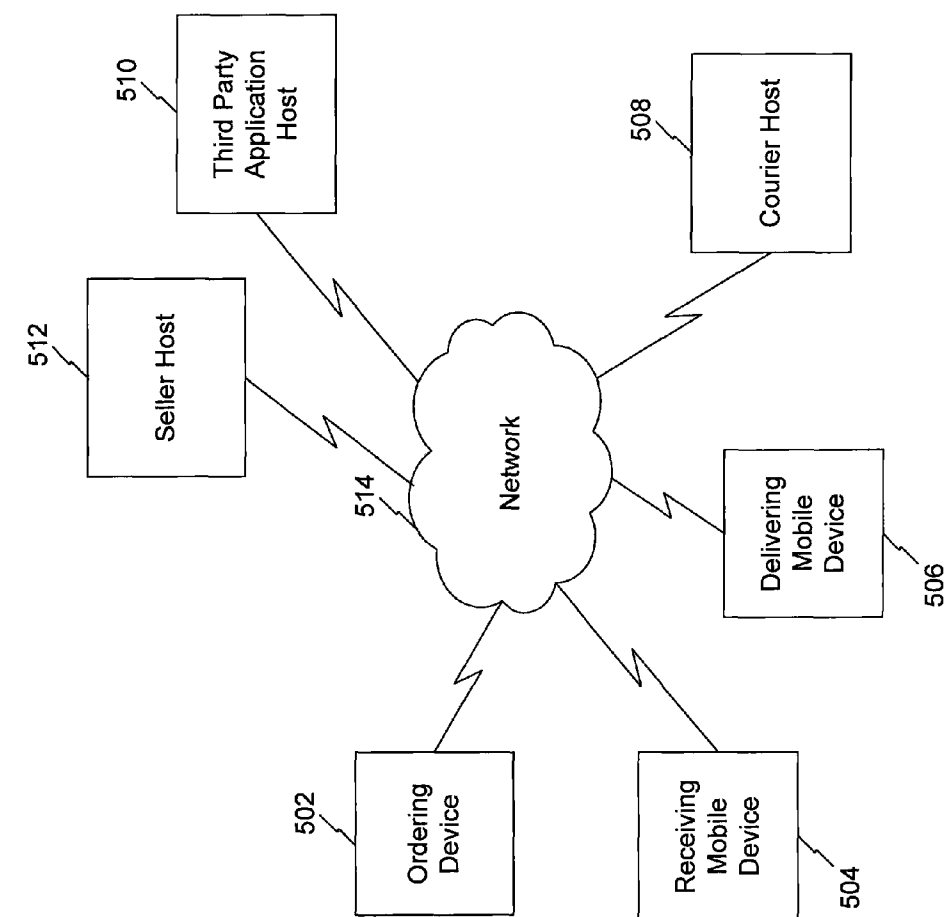 502
Ordering
Device
504
Receiving
Mobile
Device
512
Seller Host
514
Network
506
Delivering
Mobile
Device
510
Third Party
Application
Host
508
Courier Host